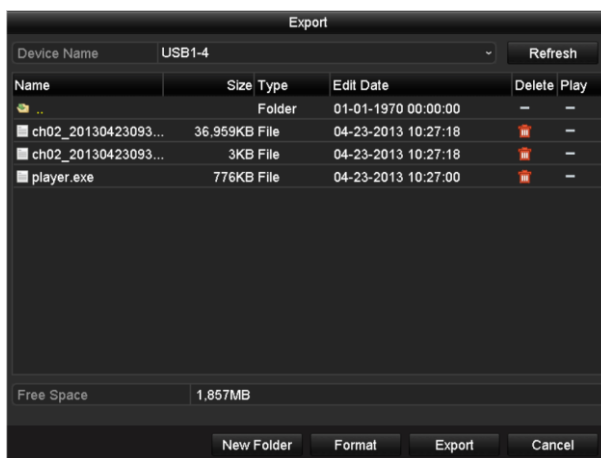 Export
Device Name USB1-4 Refresh
Name Size Type Edit Date Delete Play
.. Folder 01-01-1970 00:00:00 – –
ch02_20130423093... 36,959KB File 04-23-2013 10:27:18 –
ch02_20130423093... 3KB File 04-23-2013 10:27:18 –
player.exe 776KB File 04-23-2013 10:27:00 –
Free Space 1,857MB
New Folder Format Export Cancel